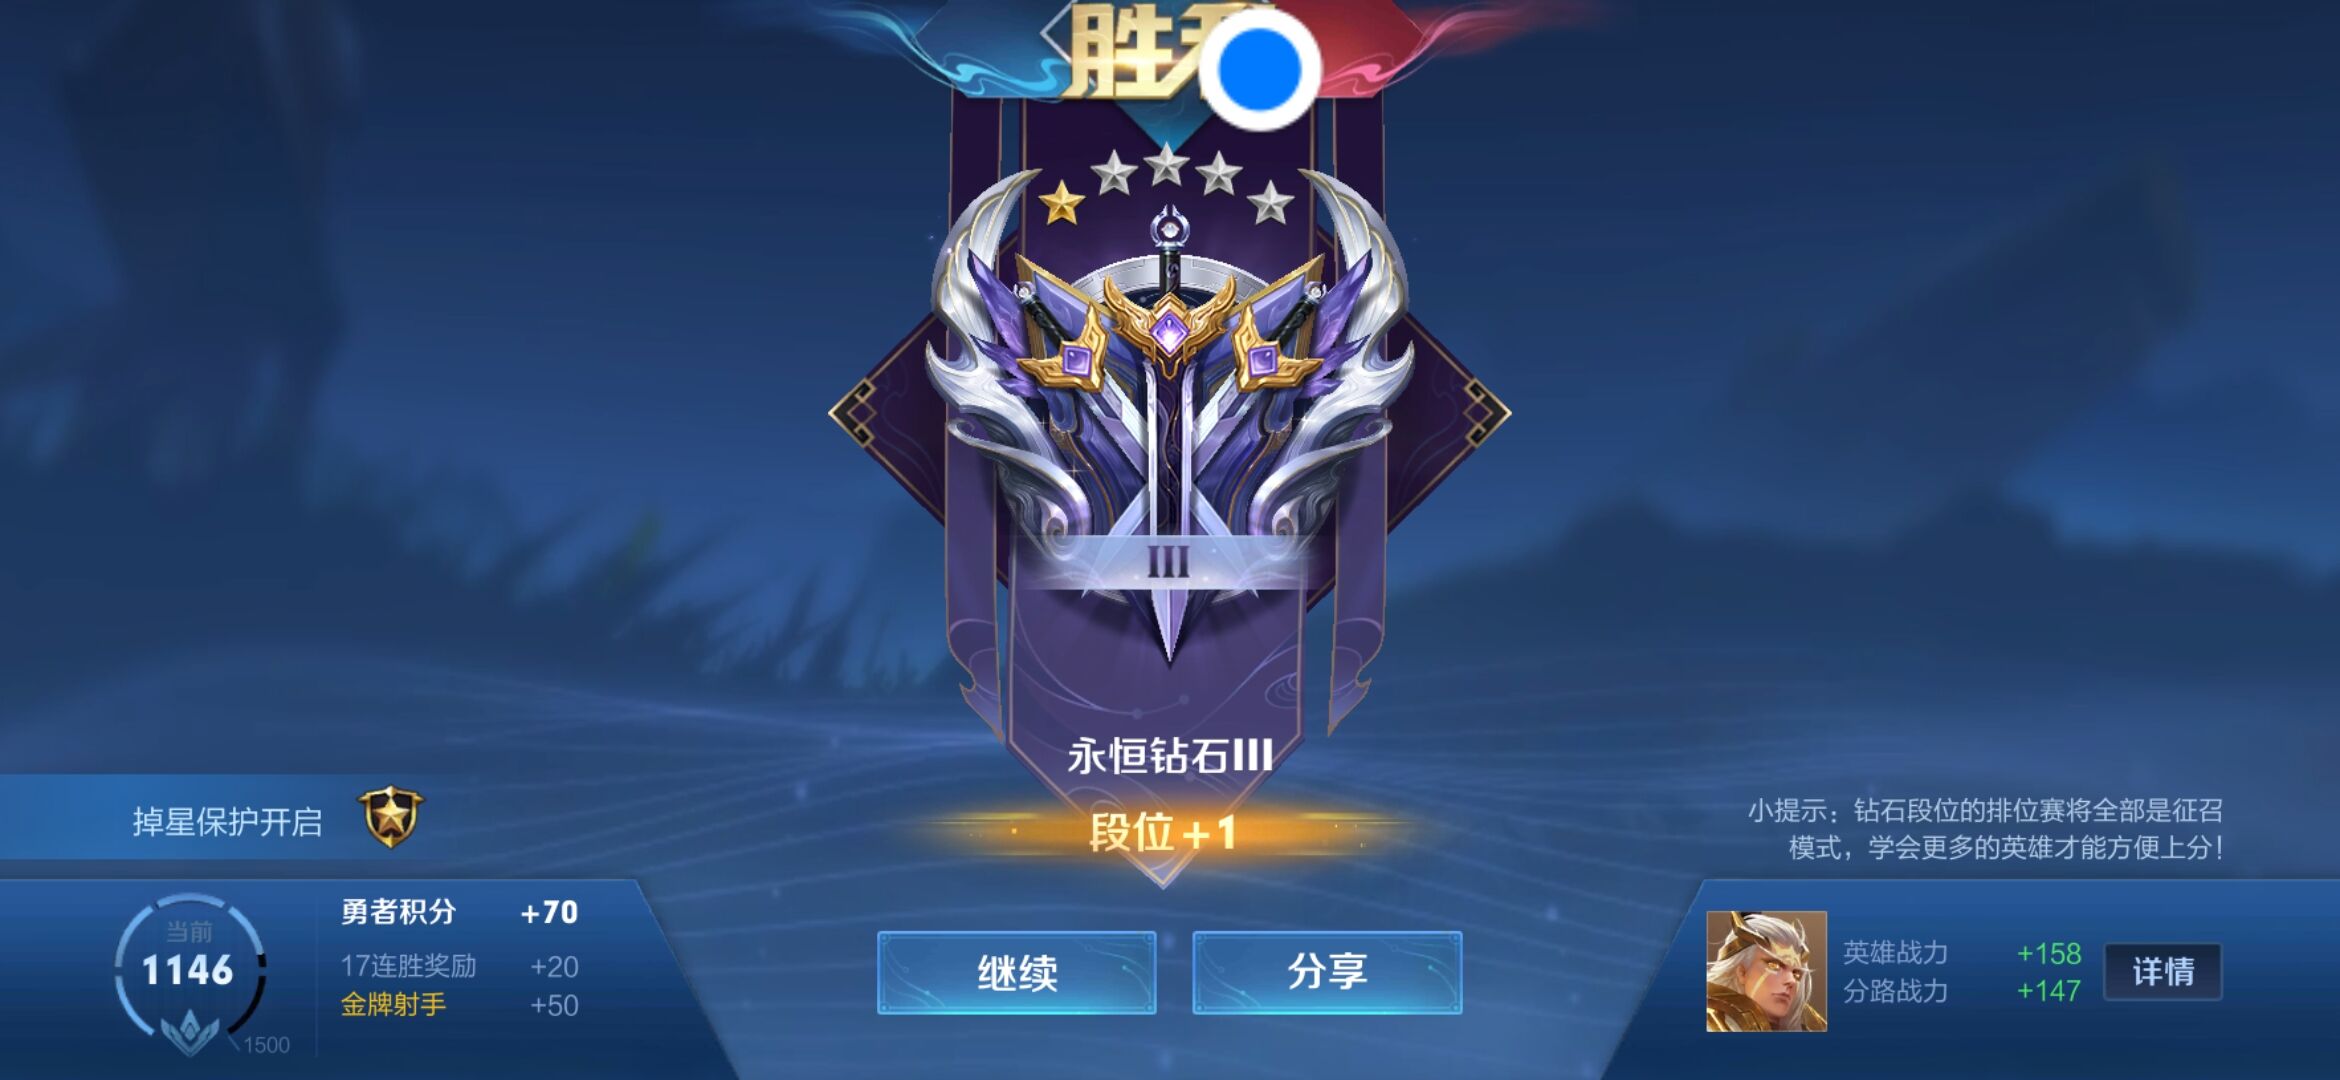 胜
III
永恒钻石III
段位+1
掉星保护开启
小提示：钻石段位的排位赛将全部是征召
模式，学会更多的英雄才能方便上分！
当前
1146
1500
勇者积分 +70
17连胜奖励 +20
金牌射手 +50
继续
分享
英雄战力 +158
分路战力 +147
详情